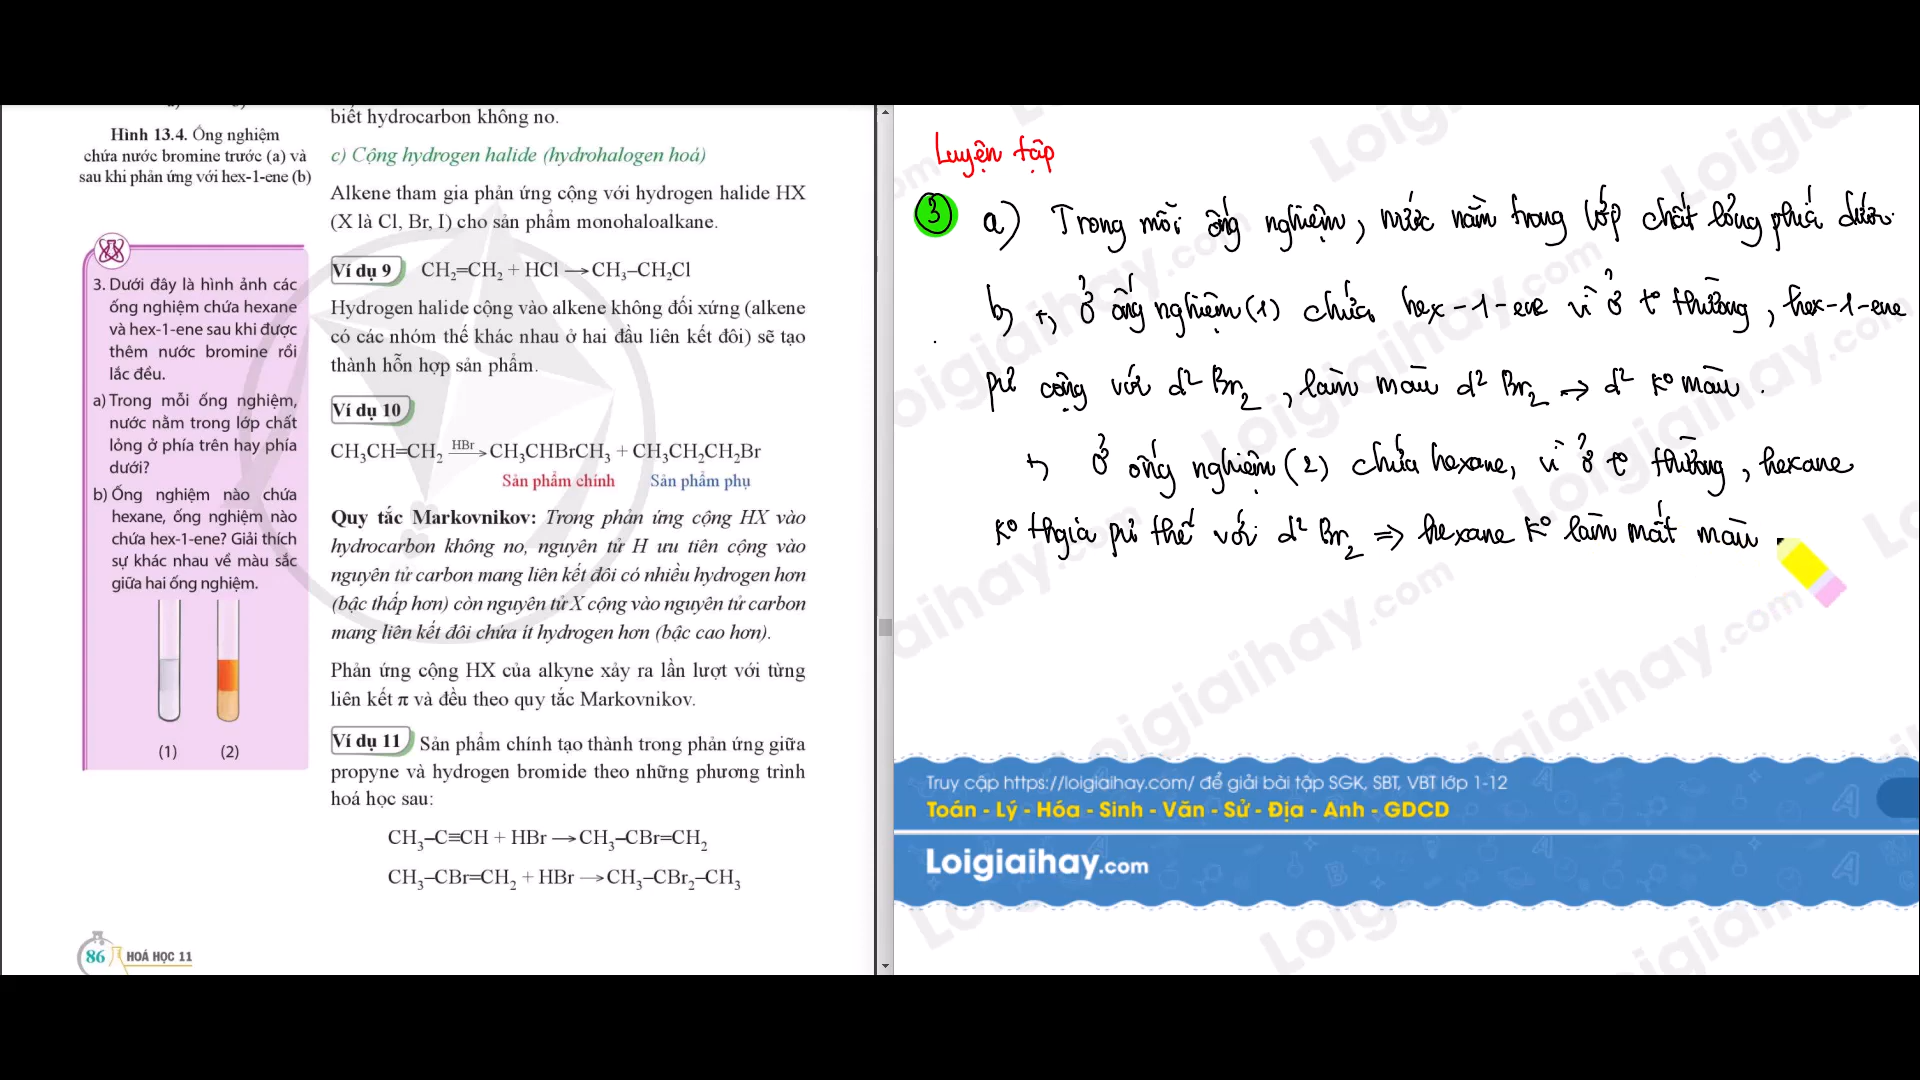 biết hydrocarbon không no.
Hình 13.4. Ống nghiệm
chứa nước bromine trước (a) và
sau khi phản ứng với hex-1-ene (b)
c) Cộng hydrogen halide (hydrohalogen hoá)
Alkene tham gia phản ứng cộng với hydrogen halide HX
(X là Cl, Br, I) cho sản phẩm monohaloalkane.
Ví dụ 9 CH₂=CH₂ + HCl → CH₃–CH₂Cl
Hydrogen halide cộng vào alkene không đối xứng (alkene
có các nhóm thế khác nhau ở hai đầu liên kết đôi) sẽ tạo
thành hỗn hợp sản phẩm.
Ví dụ 10
CH₃CH=CH₂ HBr → CH₃CHBrCH₃ + CH₃CH₂CH₂Br
Sản phẩm chính Sản phẩm phụ
Quy tắc Markovnikov: Trong phản ứng cộng HX vào
hydrocarbon không no, nguyên tử H ưu tiên cộng vào
nguyên tử carbon mang liên kết đôi có nhiều hydrogen hơn
(bậc thấp hơn) còn nguyên tử X cộng vào nguyên tử carbon
mang liên kết đôi chứa ít hydrogen hơn (bậc cao hơn).
Phản ứng cộng HX của alkyne xảy ra lần lượt với từng
liên kết π và đều theo quy tắc Markovnikov.
Ví dụ 11 Sản phẩm chính tạo thành trong phản ứng giữa
propyne và hydrogen bromide theo những phương trình
hoá học sau:
CH₃–C≡CH + HBr → CH₃–CBr=CH₂
CH₃–CBr=CH₂ + HBr → CH₃–CBr₂–CH₃
3. Dưới đây là hình ảnh các
ống nghiệm chứa hexane
và hex-1-ene sau khi được
thêm nước bromine rồi
lắc đều.
a) Trong mỗi ống nghiệm,
nước nằm trong lớp chất
lỏng ở phía trên hay phía
dưới?
b) Ống nghiệm nào chứa
hexane, ống nghiệm nào
chứa hex-1-ene? Giải thích
sự khác nhau về màu sắc
giữa hai ống nghiệm.
(1) (2)
86 HOÁ HỌC 11
Luyện tập
3 a) Trong mỗi ống nghiệm, nước nằm trong lớp chất lỏng phía dưới
b) +, Ở ống nghiệm (1) chứa hex-1-ene vì ở t° thường, hex-1-ene
pứ cộng với d² Br₂, làm màu d² Br₂ → d² k° màu.
+, Ở ống nghiệm (2) chứa hexane, vì ở t° thường, hexane
k° thgia pứ thế với d² Br₂ ⇒ hexane k° làm mất màu
Truy cập https://loigiaihay.com/ để giải bài tập SGK, SBT, VBT lớp 1-12
Toán - Lý - Hóa - Sinh - Văn - Sử - Địa - Anh - GDCD
Loigiaihay.com